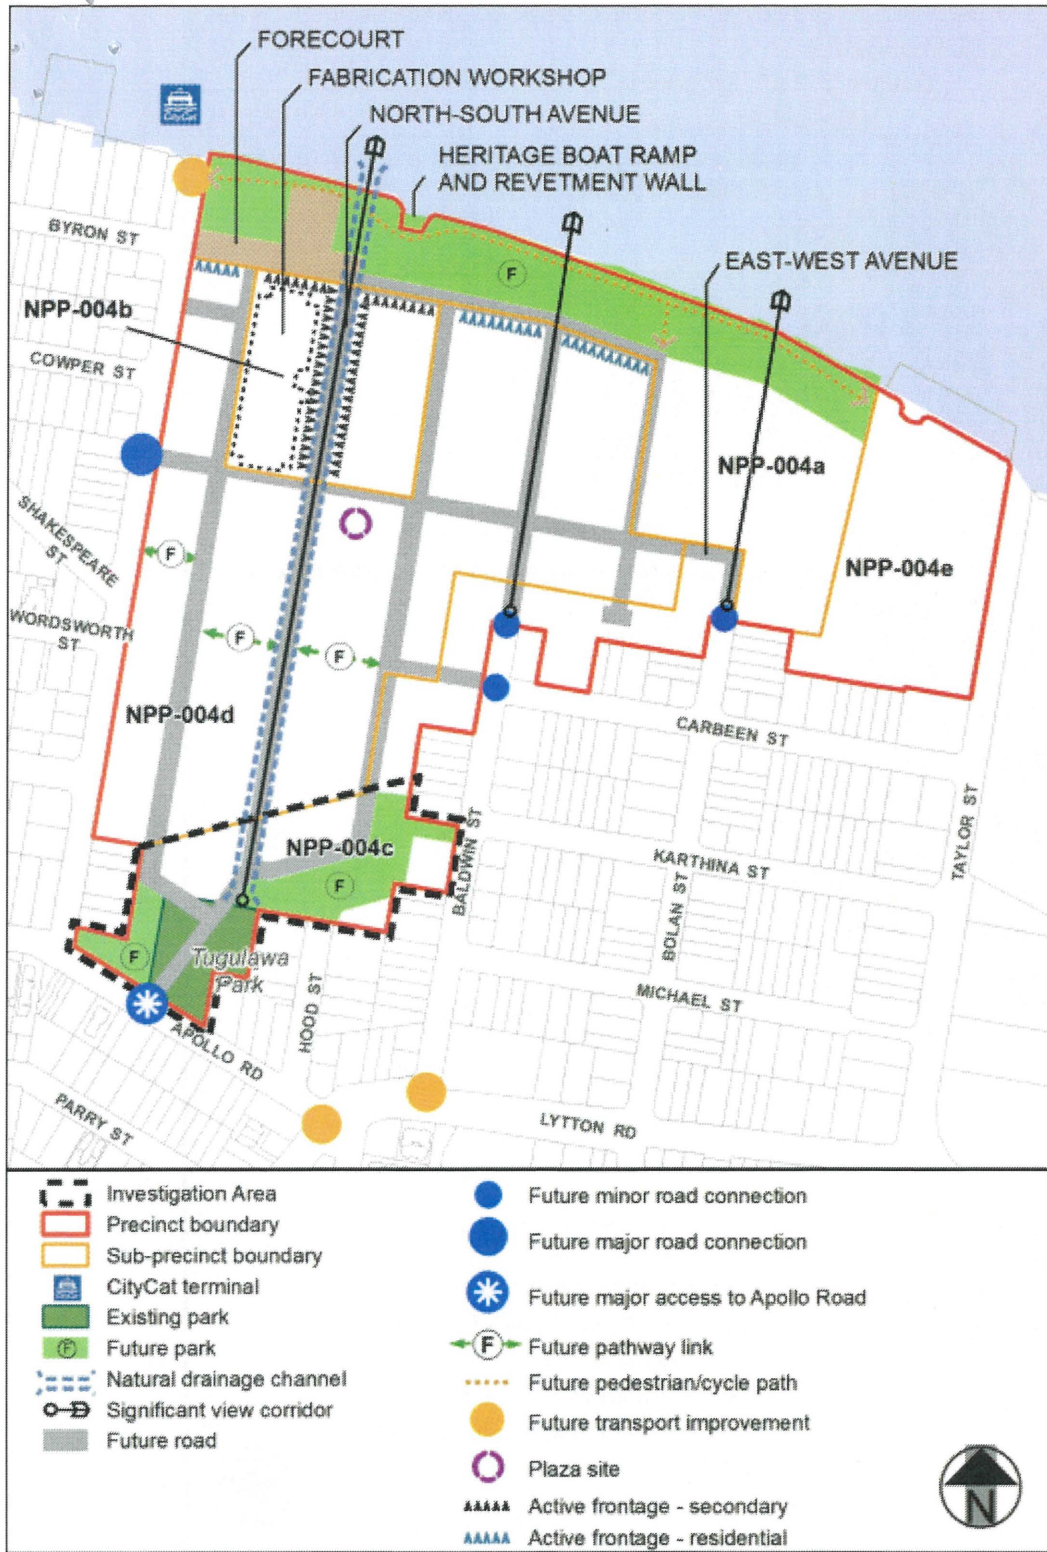 FORECOURT
FABRICATION WORKSHOP
CityCat
NORTH-SOUTH AVENUE
HERITAGE BOAT RAMP
AND REVETMENT WALL
BYRON ST
EAST-WEST AVENUE
F
NPP-004b
COWPER ST
NPP-004a
SHAKESPEARE
ST
F
NPP-004e
WORDSWORTH
ST
F
F
NPP-004d
CARBEEN ST
NPP-004c
KARTHINA ST
TAYLOR ST
BALDWIN ST
F
BOLAN ST
F
Tugulawa
Park
MICHAEL ST
HOOD ST
APOLLO RD
PARRY ST
LYTTON RD
Investigation Area
Precinct boundary
Sub-precinct boundary
CityCat terminal
Existing park
F Future park
Natural drainage channel
Significant view corridor
Future road
Future minor road connection
Future major road connection
Future major access to Apollo Road
F Future pathway link
Future pedestrian/cycle path
Future transport improvement
Plaza site
Active frontage - secondary
Active frontage - residential
N